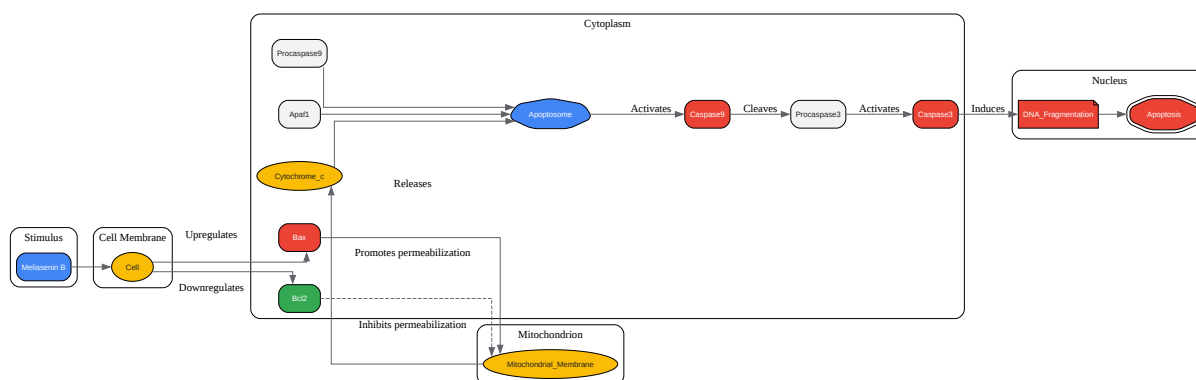 Cytoplasm
Procaspase9
Nucleus
Apaf1
Apoptosome
Activates
Caspase9
Cleaves
Procaspase3
Activates
Caspase3
Induces
DNA_Fragmentation
Apoptosis
Cytochrome_c
Releases
Stimulus
Cell Membrane
Upregulates
Bax
Promotes permeabilization
Meliasenin B
Cell
Downregulates
Bcl2
Inhibits permeabilization
Mitochondrion
Mitochondrial_Membrane